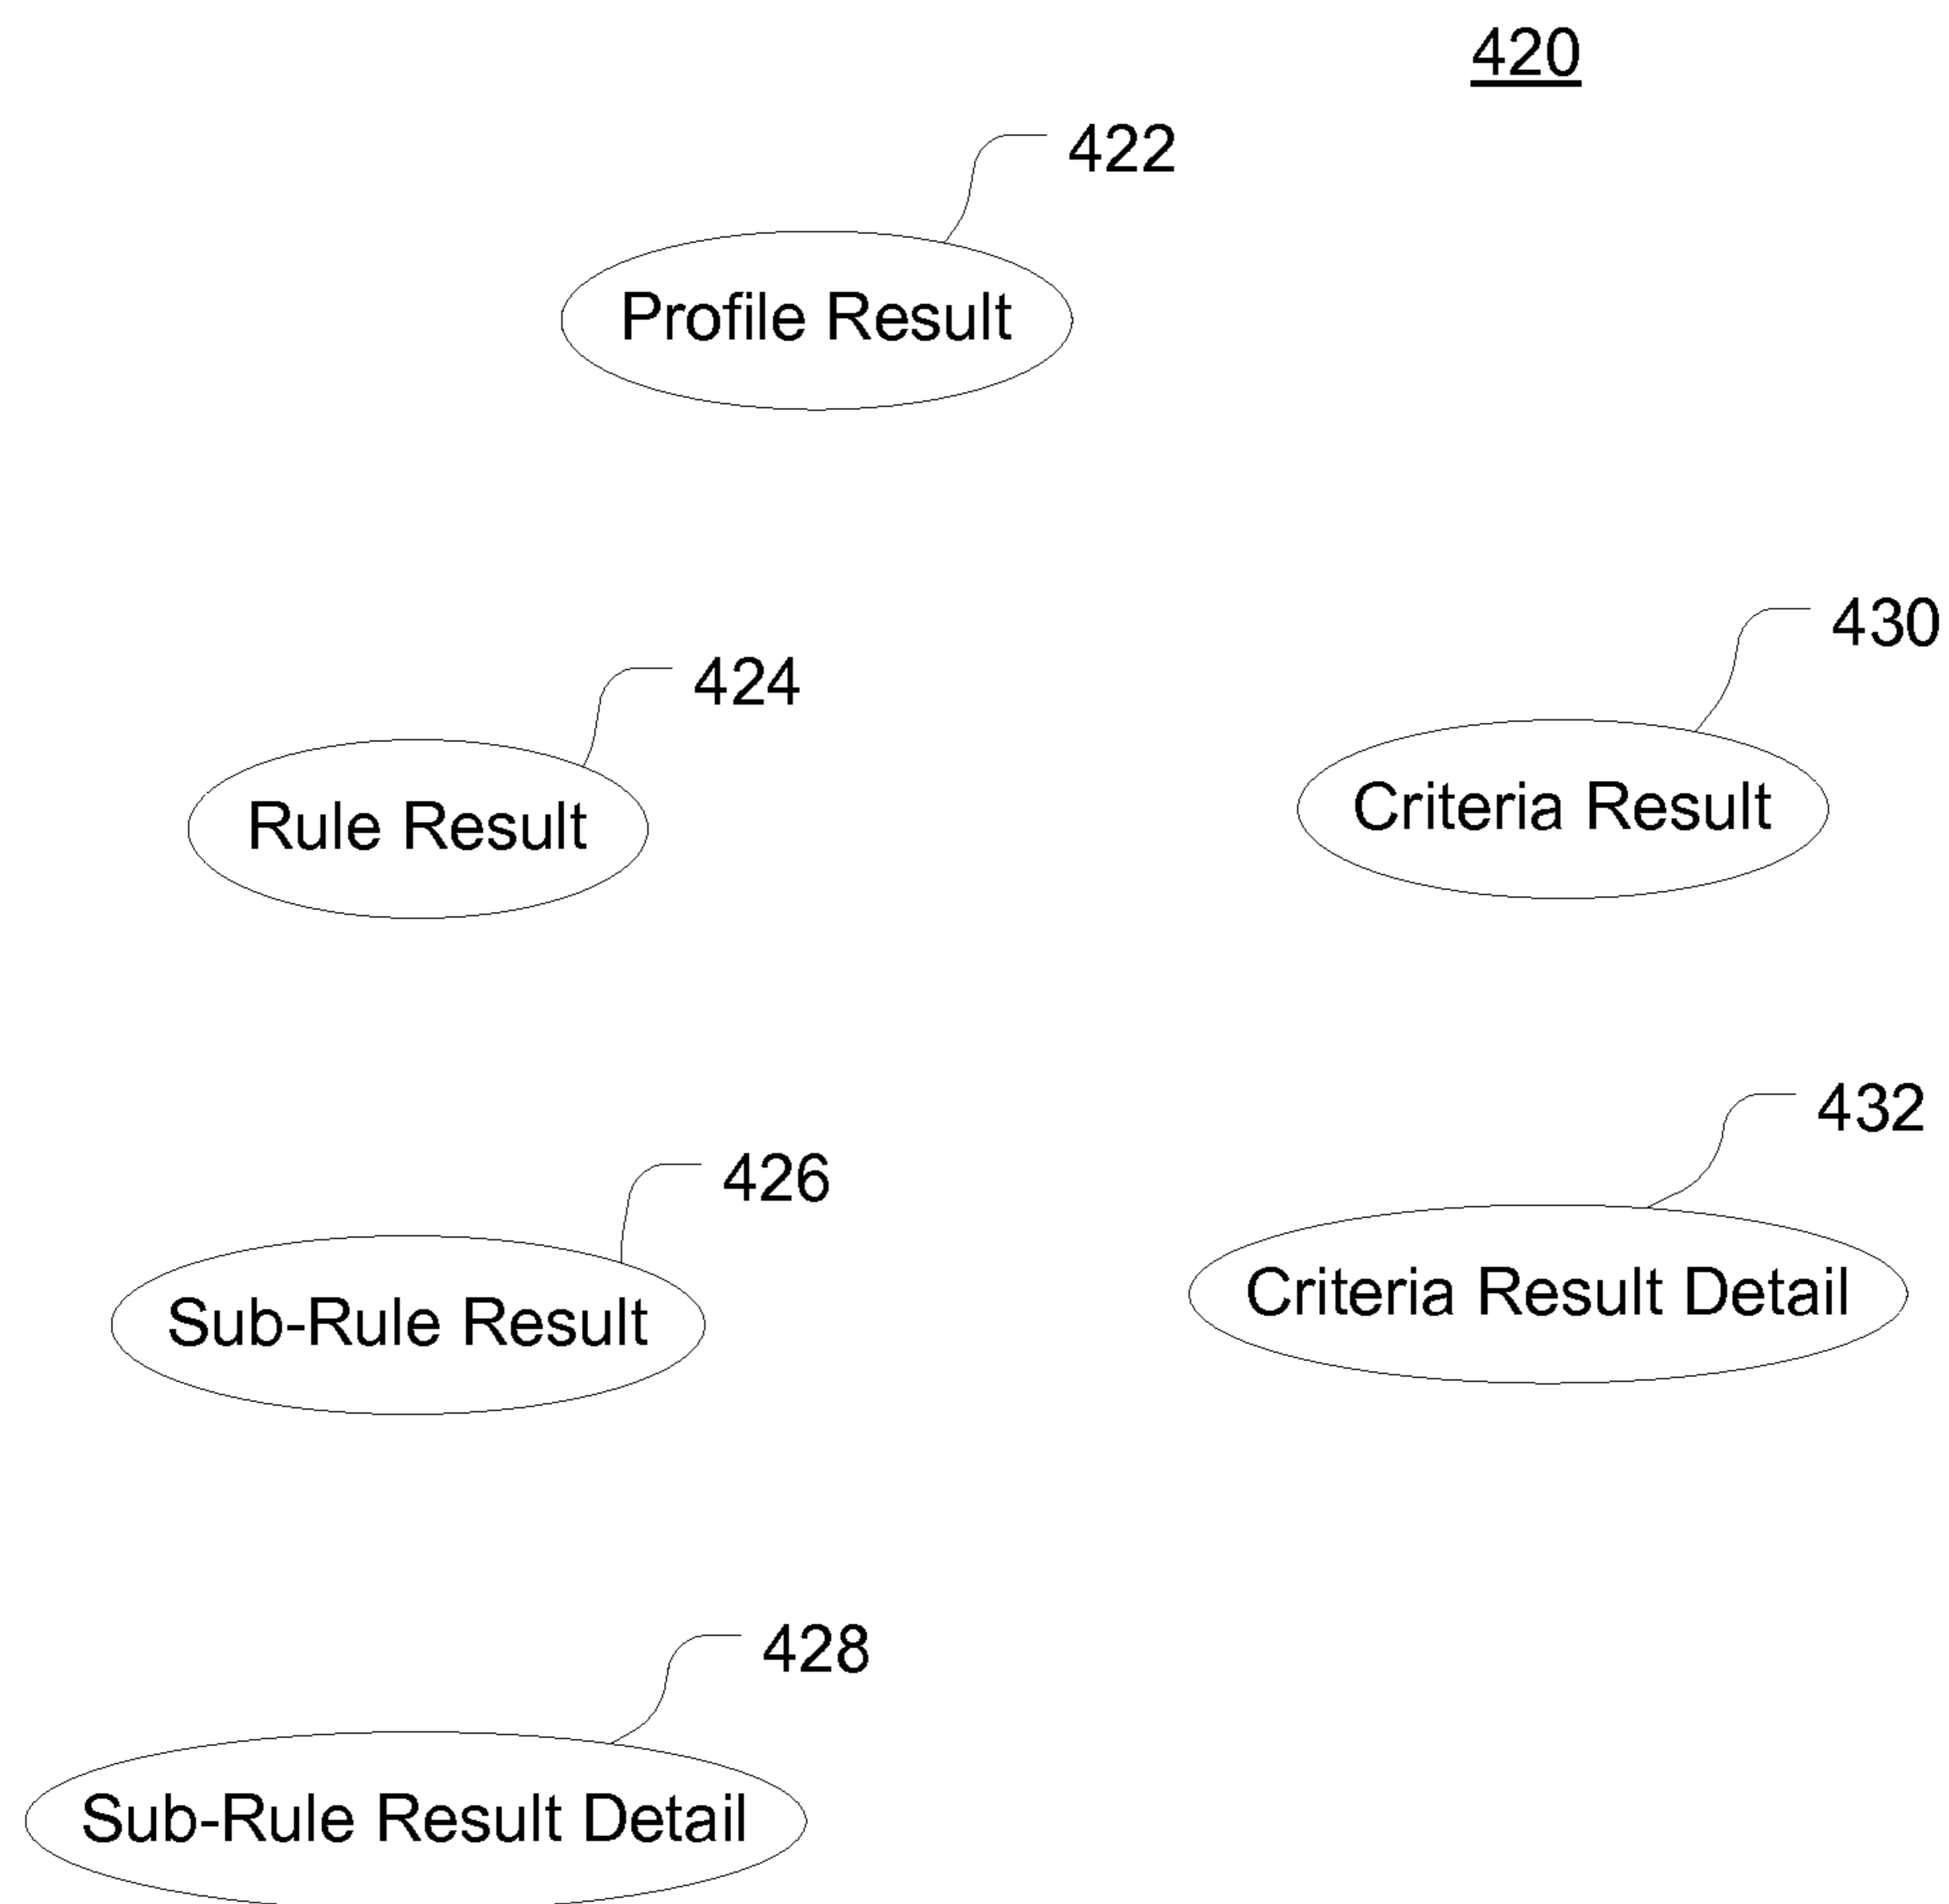 420
422
Profile Result
430
424
Criteria Result
Rule Result
432
426
Criteria Result Detail
Sub-Rule Result
428
Sub-Rule Result Detail